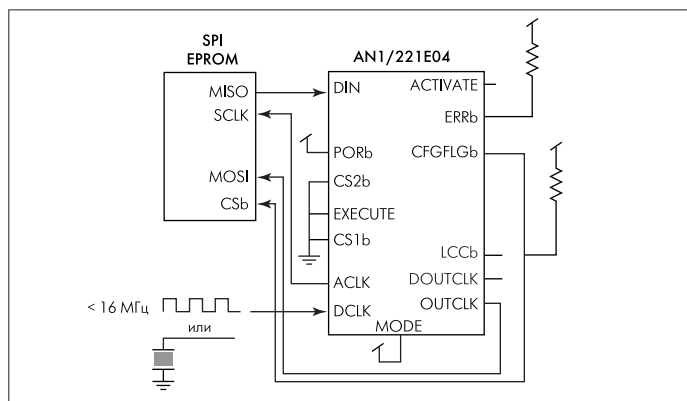 SPI
EPROM
MISO
SCLK
MOSI
CSb
AN1/221E04
DIN
PORb
CS2b
EXECUTE
CS1b
ACLK
DCLK
MODE
ACTIVATE
ERRb
CFGFLGb
LCCb
DOUTCLK
OUTCLK
< 16 МГц
или